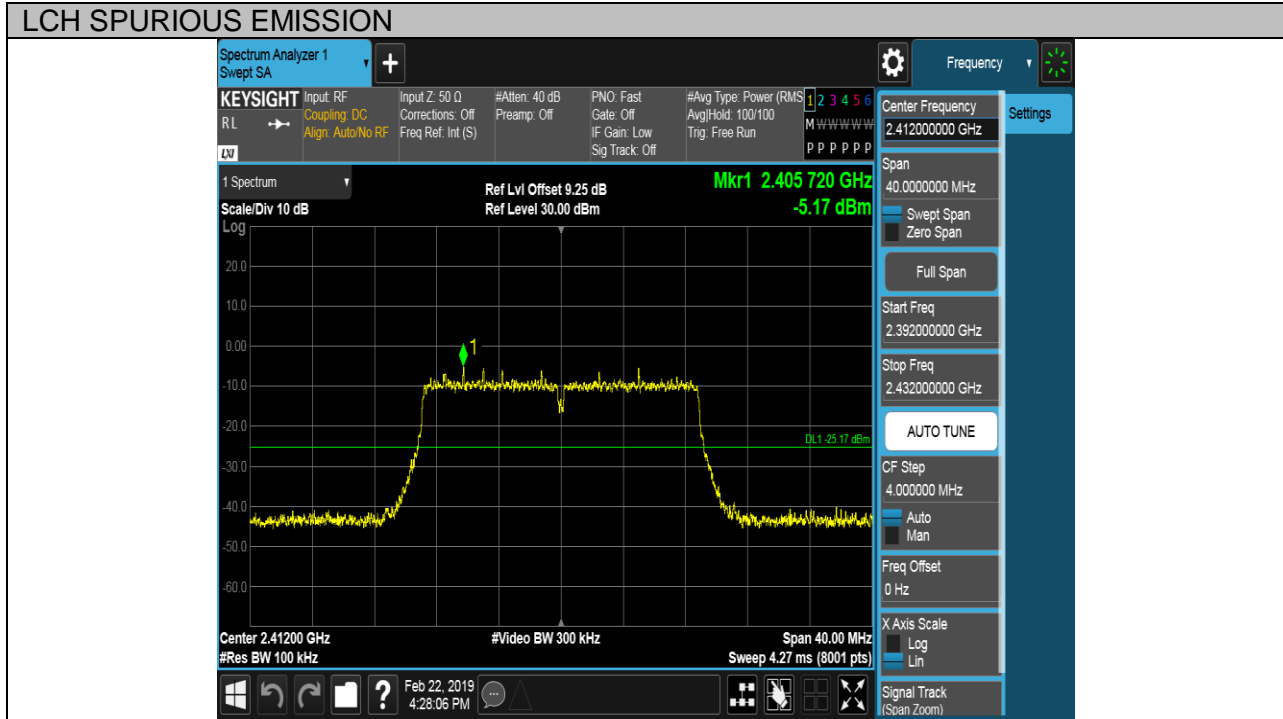 LCH SPURIOUS EMISSION
Spectrum Analyzer 1
Swept SA
+
Frequency
KEYSIGHT
RL
LXI
Input: RF
Coupling: DC
Align: Auto/No RF
Input Z: 50 Ω
Corrections: Off
Freq Ref: Int (S)
#Atten: 40 dB
Preamp: Off
PNO: Fast
Gate: Off
IF Gain: Low
Sig Track: Off
#Avg Type: Power (RMS
Avg|Hold: 100/100
Trig: Free Run
1 2 3 4 5 6
M W W W W W
P P P P P P
1 Spectrum
Scale/Div 10 dB
Ref Lvl Offset 9.25 dB
Ref Level 30.00 dBm
Mkr1 2.405 720 GHz
-5.17 dBm
Log
20.0
10.0
0.00
-10.0
-20.0
-30.0
-40.0
-50.0
-60.0
1
DL1 -25.17 dBm
Center 2.41200 GHz
#Res BW 100 kHz
#Video BW 300 kHz
Span 40.00 MHz
Sweep 4.27 ms (8001 pts)
Center Frequency
2.412000000 GHz
Settings
Span
40.0000000 MHz
Swept Span
Zero Span
Full Span
Start Freq
2.392000000 GHz
Stop Freq
2.432000000 GHz
AUTO TUNE
CF Step
4.000000 MHz
Auto
Man
Freq Offset
0 Hz
X Axis Scale
Log
Lin
Signal Track
(Span Zoom)
?
Feb 22, 2019
4:28:06 PM